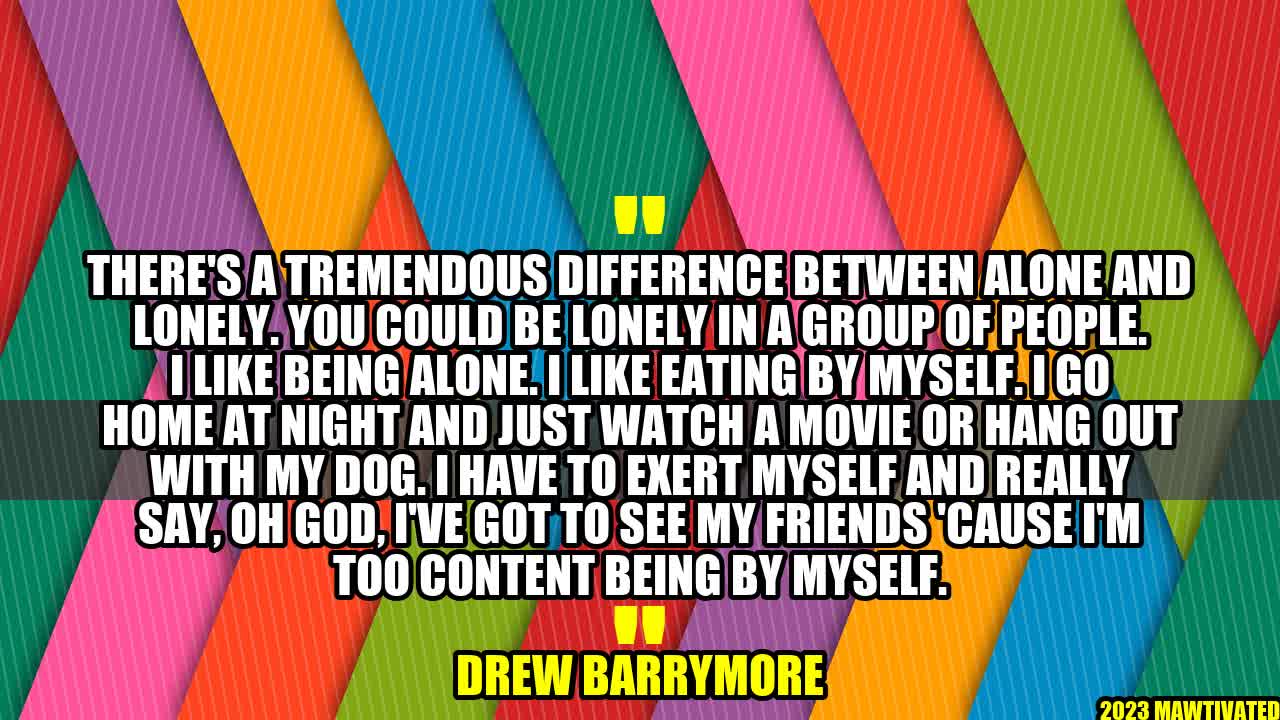 "
THERE'S A TREMENDOUS DIFFERENCE BETWEEN ALONE AND
LONELY. YOU COULD BE LONELY IN A GROUP OF PEOPLE.
I LIKE BEING ALONE. I LIKE EATING BY MYSELF. I GO
HOME AT NIGHT AND JUST WATCH A MOVIE OR HANG OUT
WITH MY DOG. I HAVE TO EXERT MYSELF AND REALLY
SAY, OH GOD, I'VE GOT TO SEE MY FRIENDS 'CAUSE I'M
TOO CONTENT BEING BY MYSELF.
"
DREW BARRYMORE
2023 MAWTIVATED